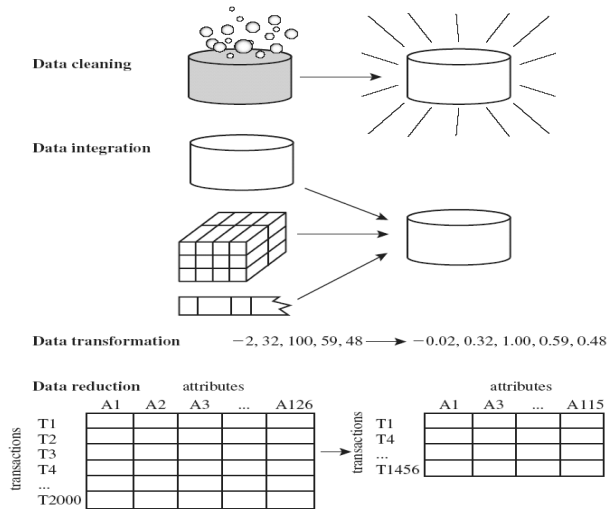 Data cleaning
Data integration
Data transformation −2, 32, 100, 59, 48 −0.02, 0.32, 1.00, 0.59, 0.48
Data reduction attributes
A1 A2 A3 ... A126
transactions
T1
T2
T3
T4
...
T2000
attributes
A1 A3 ... A115
transactions
T1
T4
...
T1456